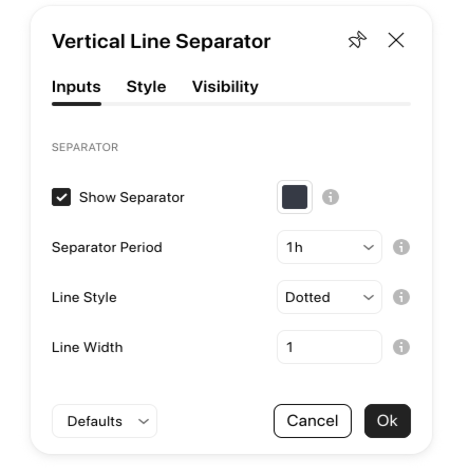 Vertical Line Separator
Inputs Style Visibility
SEPARATOR
Show Separator
Separator Period 1h
Line Style Dotted
Line Width 1
Defaults Cancel Ok